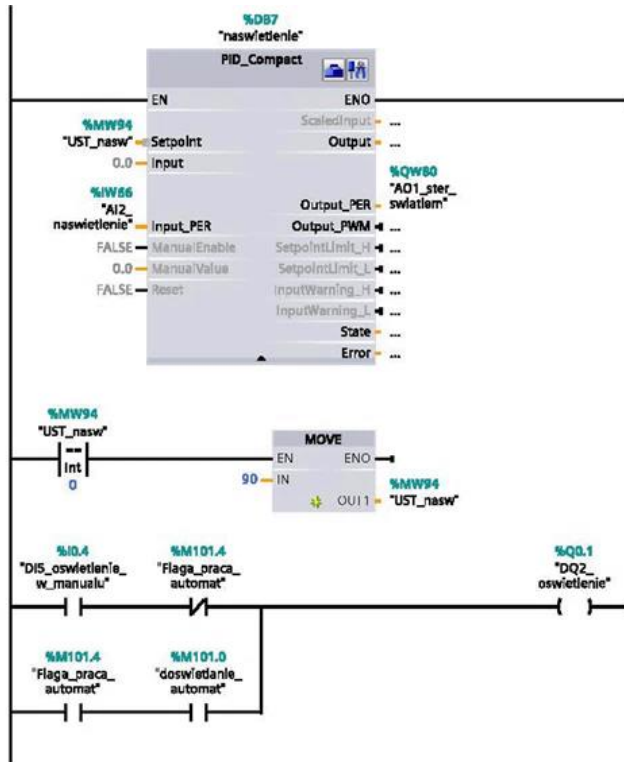 %DB7
"naswietlenie"
PID_Compact
EN ENO
ScaledInput ...
%MW94
"UST_nasw" Setpoint Output ...
0.0 Input
%QW80
%IW66
"AO1_ster_
swiatlem"
"AI2_
naswietlenie" Input_PER Output_PER
Output_PWM ...
FALSE ManualEnable SetpointLimit_H ...
0.0 ManualValue SetpointLimit_L ...
FALSE Reset InputWarning_H ...
InputWarning_L ...
State ...
Error ...
%MW94
"UST_nasw"
==
Int
0
MOVE
EN ENO
90 IN
OUT1
%MW94
"UST_nasw"
%I0.4 %M101.4 %Q0.1
"DI5_oswietlenie_
w_manualu"
"Flaga_praca_
automat"
"DQ2_
oswietlenie"
%M101.4 %M101.0
"Flaga_praca_
automat"
"doswietlanie_
automat"